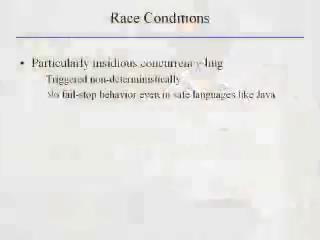 Race Conditions
• Particularly insidious concurrency bug
Triggered non-deterministically
No fail-stop behavior even in safe languages like Java